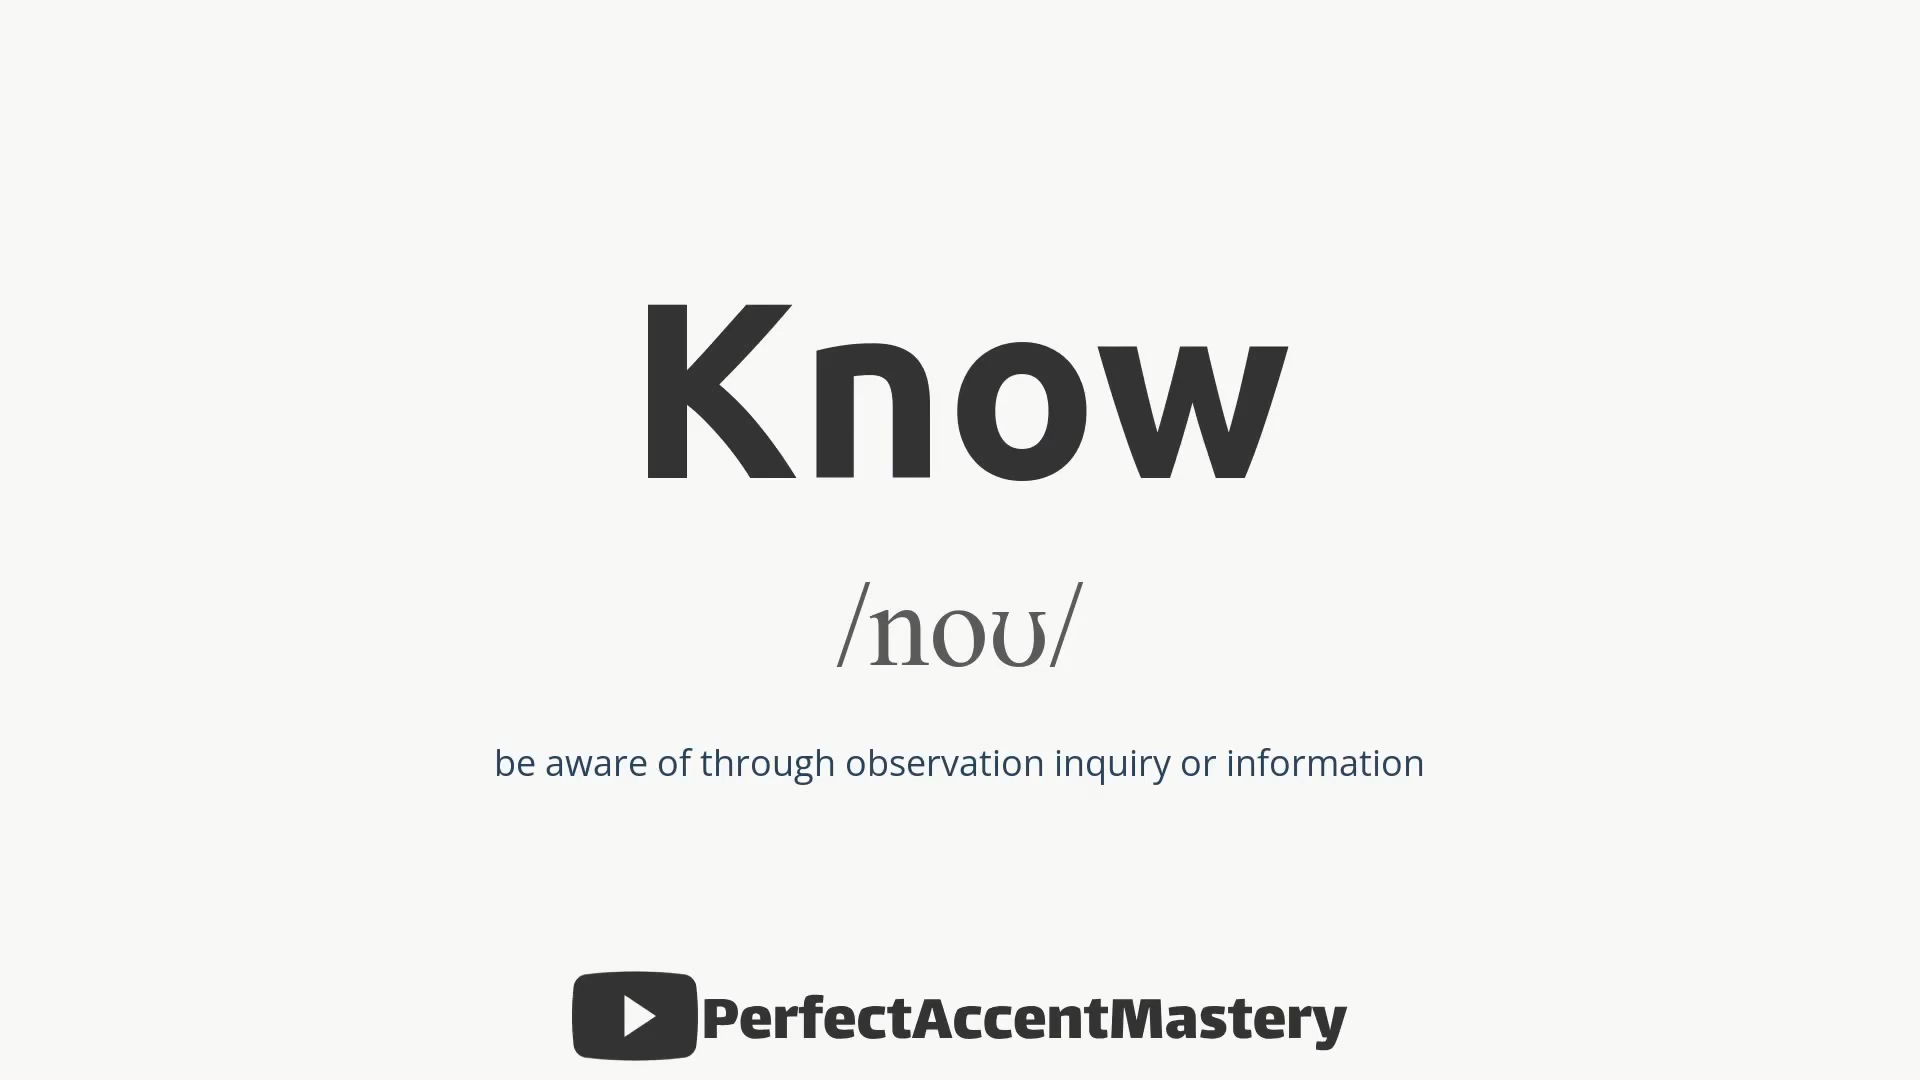 Know
/noʊ/
be aware of through observation inquiry or information
PerfectAccentMastery